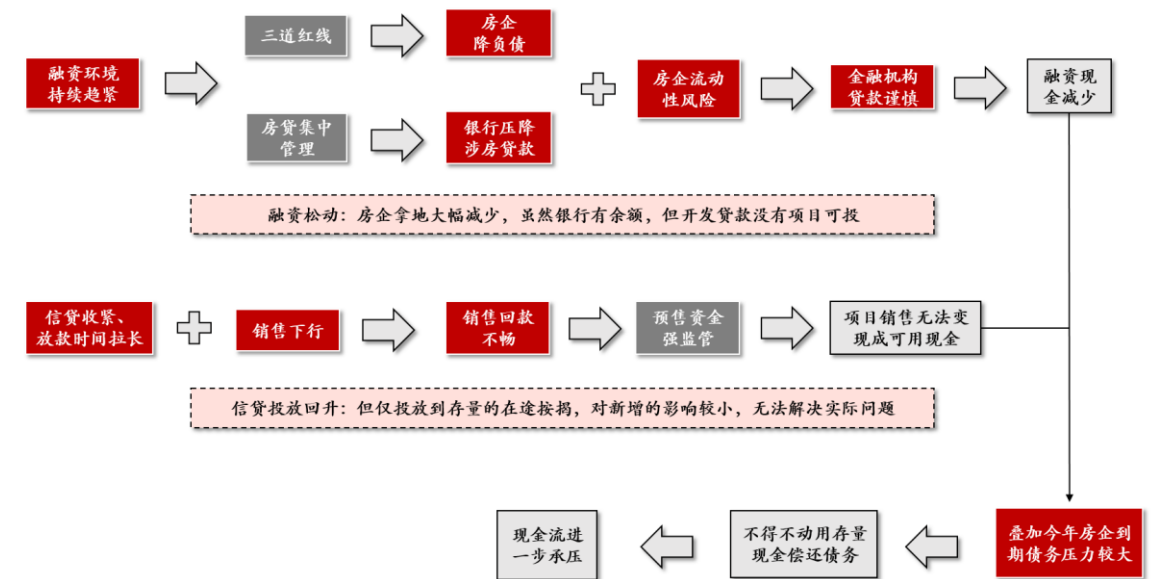 三道红线
房企
降负债
融资环境
持续趋紧
房企流动
性风险
金融机构
贷款谨慎
融资现
金减少
房贷集中
管理
银行压降
涉房贷款
融资松动：房企拿地大幅减少，虽然银行有余额，但开发贷款没有项目可投
信贷收紧、
放款时间拉长
销售下行
销售回款
不畅
预售资金
强监管
项目销售无法变
现成可用现金
信贷投放回升：但仅投放到存量的在途按揭，对新增的影响较小，无法解决实际问题
现金流进
一步承压
不得不动用存量
现金偿还债务
叠加今年房企到
期债务压力较大